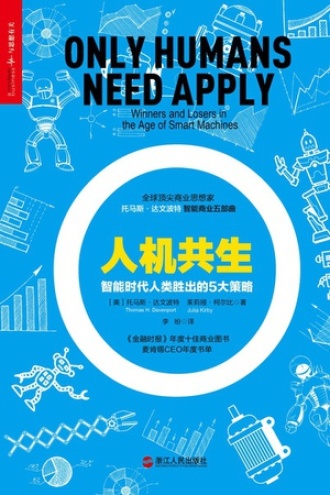 与思想有关
ONLY HUMANS
NEED APPLY
Winners and Losers in
the Age of Smart Machines
全球顶尖商业思想家
托马斯·达文波特 智能商业五部曲
人机共生
智能时代人类胜出的5大策略
[美]托马斯·达文波特 茱莉娅·柯尔比 著
Thomas H. Davenport Julia Kirby
李盼 译
《金融时报》年度十佳商业图书
麦肯锡CEO年度书单
浙江人民出版社